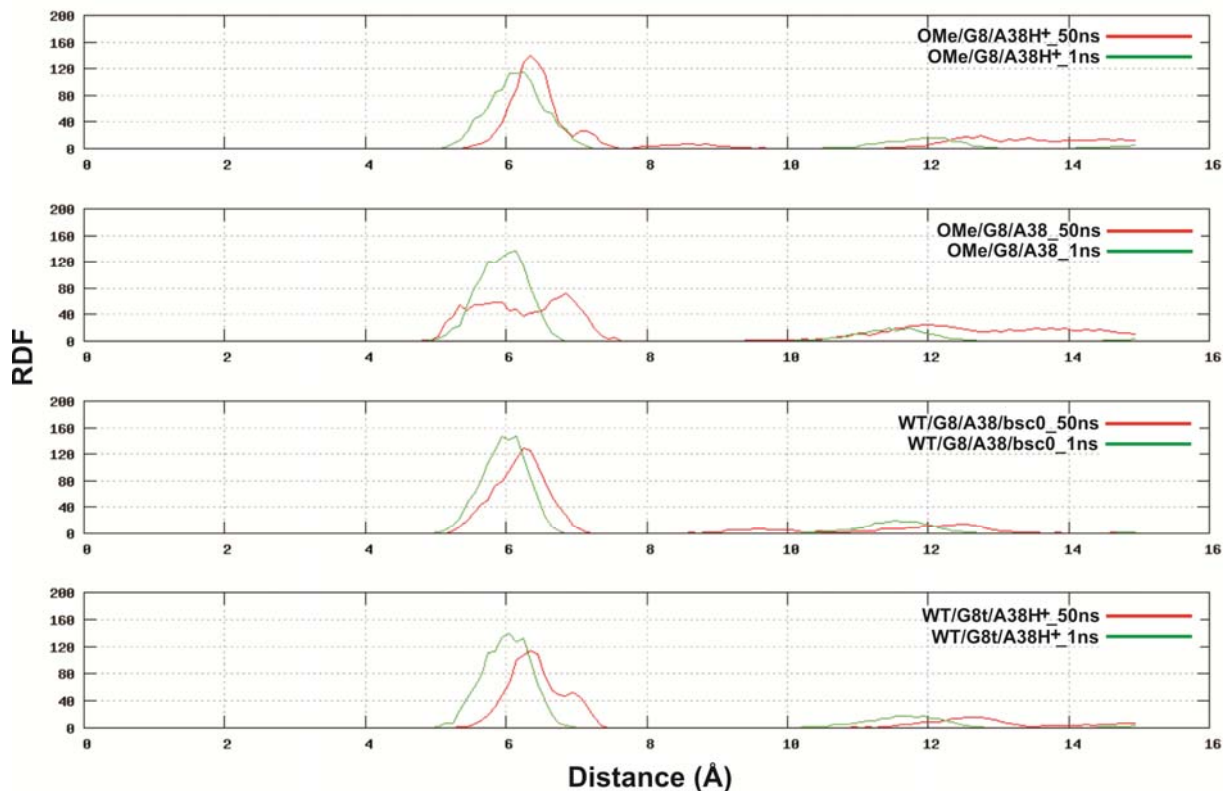 RDF
200
160
120
80
40
0
OMe/G8/A38H⁺_50ns
OMe/G8/A38H⁺_1ns
0 2 4 6 8 10 12 14 16
200
160
120
80
40
0
OMe/G8/A38_50ns
OMe/G8/A38_1ns
0 2 4 6 8 10 12 14 16
200
160
120
80
40
0
WT/G8/A38/bsc0_50ns
WT/G8/A38/bsc0_1ns
0 2 4 6 8 10 12 14 16
200
160
120
80
40
0
WT/G8t/A38H⁺_50ns
WT/G8t/A38H⁺_1ns
0 2 4 6 8 10 12 14 16
Distance (Å)